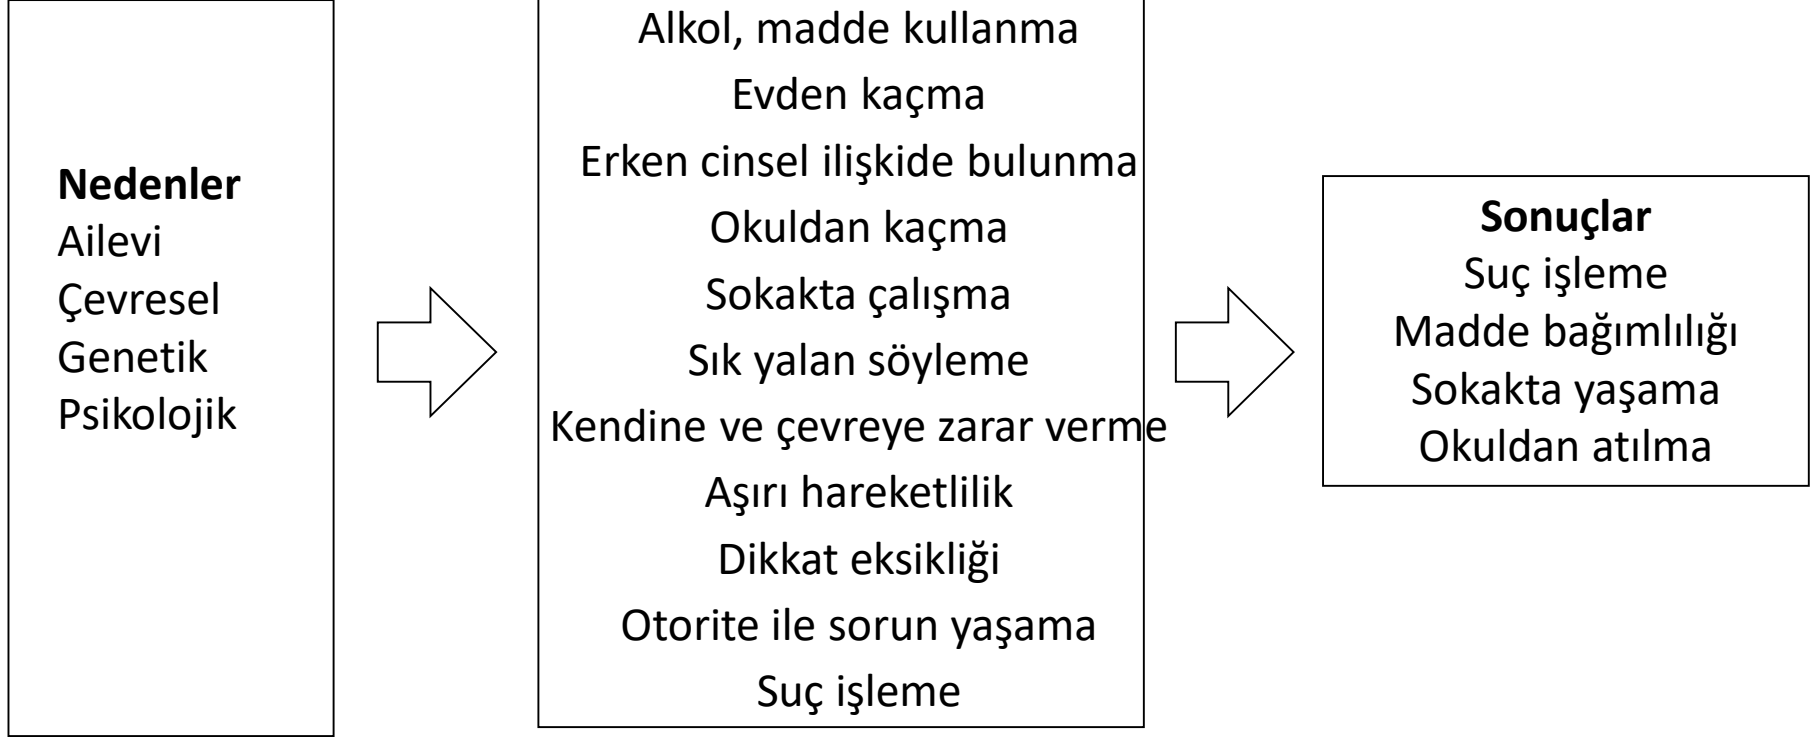 Nedenler
Ailevi
Çevresel
Genetik
Psikolojik
Alkol, madde kullanma
Evden kaçma
Erken cinsel ilişkide bulunma
Okuldan kaçma
Sokakta çalışma
Sık yalan söyleme
Kendine ve çevreye zarar verme
Aşırı hareketlilik
Dikkat eksikliği
Otorite ile sorun yaşama
Suç işleme
Sonuçlar
Suç işleme
Madde bağımlılığı
Sokakta yaşama
Okuldan atılma